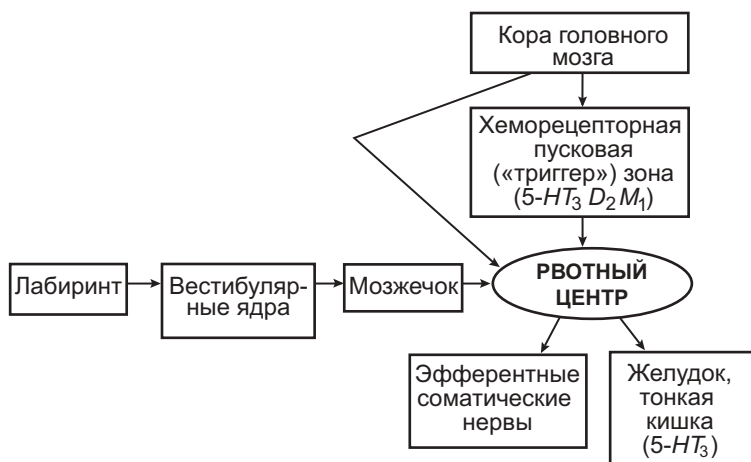 Кора головного
мозга
Хеморецепторная
пусковая
(«триггер») зона
(5-HT₃ D₂ M₁)
Лабиринт
Вестибуляр-
ные ядра
Мозжечок
РВОТНЫЙ
ЦЕНТР
Эфферентные
соматические
нервы
Желудок,
тонкая
кишка
(5-HT₃)